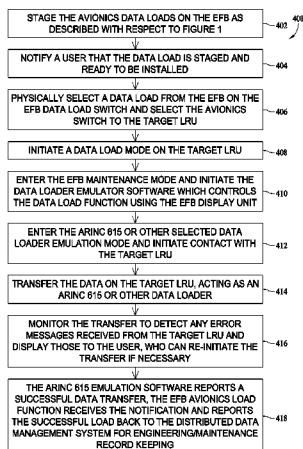 STAGE THE AVIONICS DATA LOADS ON THE EFB AS
DESCRIBED WITH RESPECT TO FIGURE 1
402
400
NOTIFY A USER THAT THE DATA LOAD IS STAGED AND
READY TO BE INSTALLED
404
PHYSICALLY SELECT A DATA LOAD FROM THE EFB ON THE
EFB DATA LOAD SWITCH AND SELECT THE AVIONICS
SWITCH TO THE TARGET LRU
406
INITIATE A DATA LOAD MODE ON THE TARGET LRU
408
ENTER THE EFB MAINTENANCE MODE AND INITIATE THE
DATA LOADER EMULATOR SOFTWARE WHICH CONTROLS
THE DATA LOAD FUNCTION USING THE EFB DISPLAY UNIT
410
ENTER THE ARINC 615 OR OTHER SELECTED DATA
LOADER EMULATION MODE AND INITIATE CONTACT WITH
THE TARGET LRU
412
TRANSFER THE DATA ON THE TARGET LRU, ACTING AS AN
ARINC 615 OR OTHER DATA LOADER
414
MONITOR THE TRANSFER TO DETECT ANY ERROR
MESSAGES RECEIVED FROM THE TARGET LRU AND
DISPLAY THOSE TO THE USER, WHO CAN RE-INITIATE THE
TRANSFER IF NECESSARY
416
THE ARINC 615 EMULATION SOFTWARE REPORTS A
SUCCESSFUL DATA TRANSFER, THE EFB AVIONICS LOAD
FUNCTION RECEIVES THE NOTIFICATION AND REPORTS
THE SUCCESSFUL LOAD BACK TO THE DISTRIBUTED DATA
MANAGEMENT SYSTEM FOR ENGINEERING/MAINTENANCE
RECORD KEEPING
418